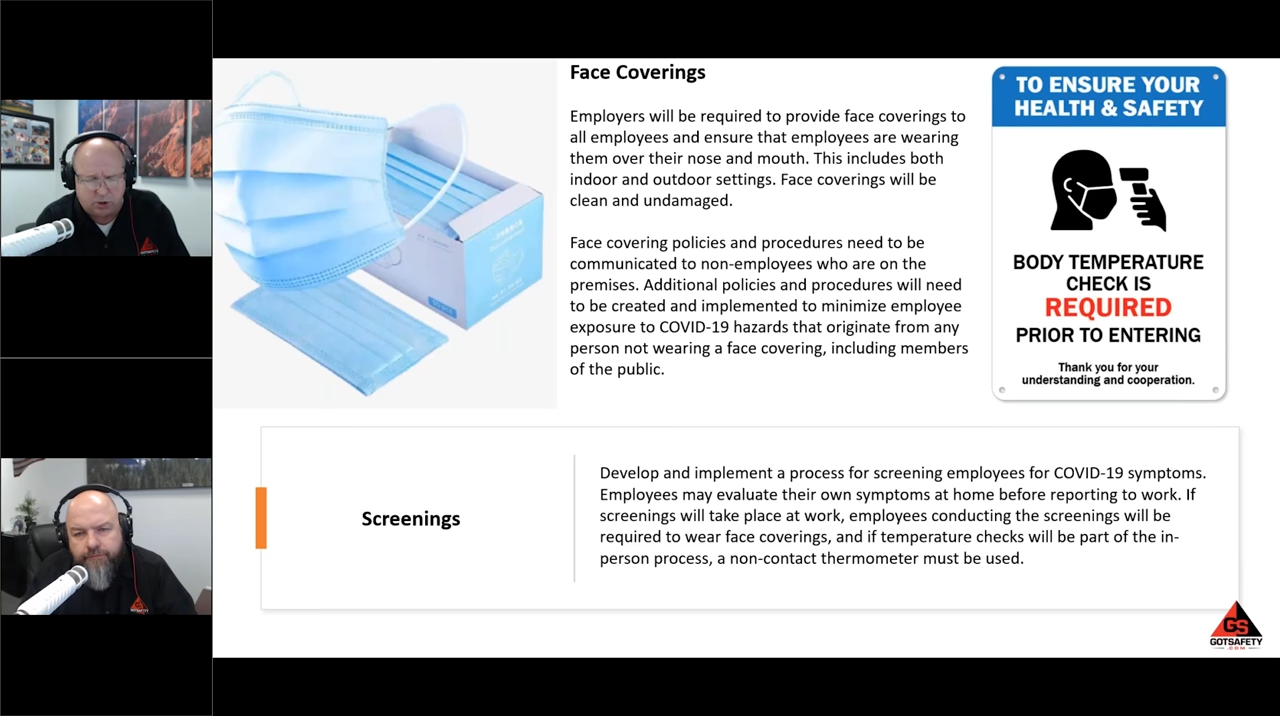 Face Coverings
Employers will be required to provide face coverings to
all employees and ensure that employees are wearing
them over their nose and mouth. This includes both
indoor and outdoor settings. Face coverings will be
clean and undamaged.
Face covering policies and procedures need to be
communicated to non-employees who are on the
premises. Additional policies and procedures will need
to be created and implemented to minimize employee
exposure to COVID-19 hazards that originate from any
person not wearing a face covering, including members
of the public.
TO ENSURE YOUR
HEALTH & SAFETY
BODY TEMPERATURE
CHECK IS
REQUIRED
PRIOR TO ENTERING
Thank you for your
understanding and cooperation.
Screenings
Develop and implement a process for screening employees for COVID-19 symptoms.
Employees may evaluate their own symptoms at home before reporting to work. If
screenings will take place at work, employees conducting the screenings will be
required to wear face coverings, and if temperature checks will be part of the in-
person process, a non-contact thermometer must be used.
GS
GOTSAFETY
.COM